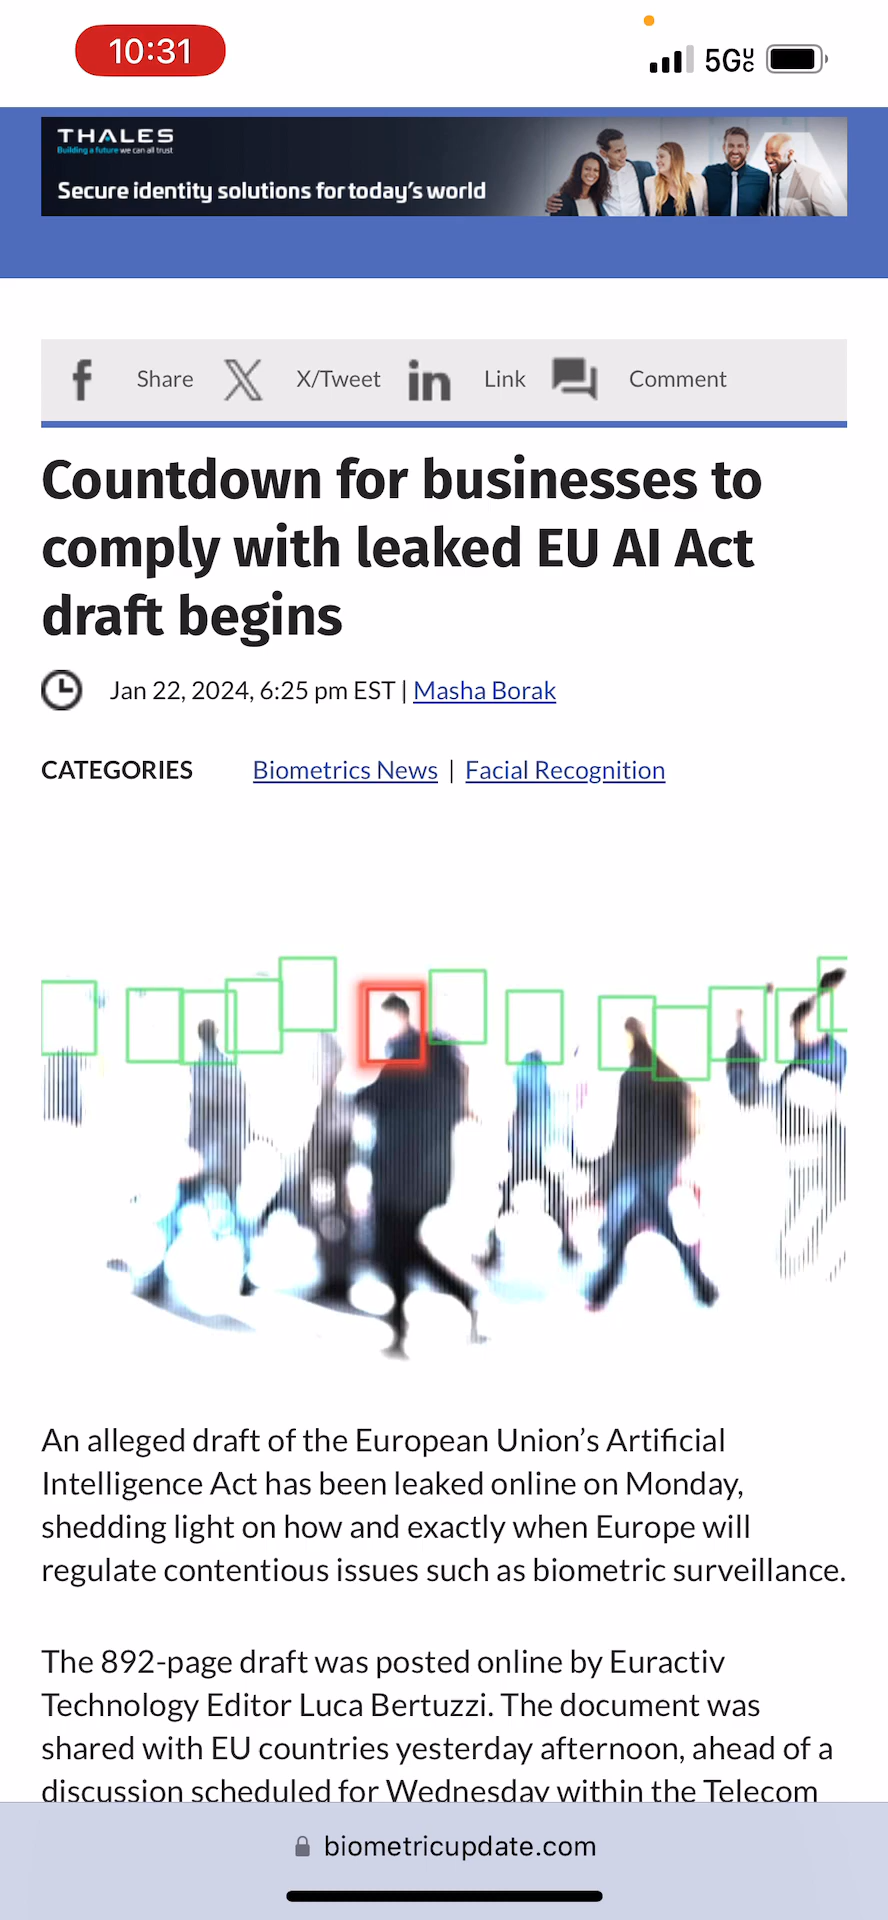 10:31
5GUC
THALES
Building a future we can all trust
Secure identity solutions for today's world
Share X/Tweet Link Comment
Countdown for businesses to
comply with leaked EU AI Act
draft begins
Jan 22, 2024, 6:25 pm EST | Masha Borak
CATEGORIES Biometrics News | Facial Recognition
An alleged draft of the European Union’s Artificial
Intelligence Act has been leaked online on Monday,
shedding light on how and exactly when Europe will
regulate contentious issues such as biometric surveillance.
The 892-page draft was posted online by Euractiv
Technology Editor Luca Bertuzzi. The document was
shared with EU countries yesterday afternoon, ahead of a
discussion scheduled for Wednesday within the Telecom
biometricupdate.com